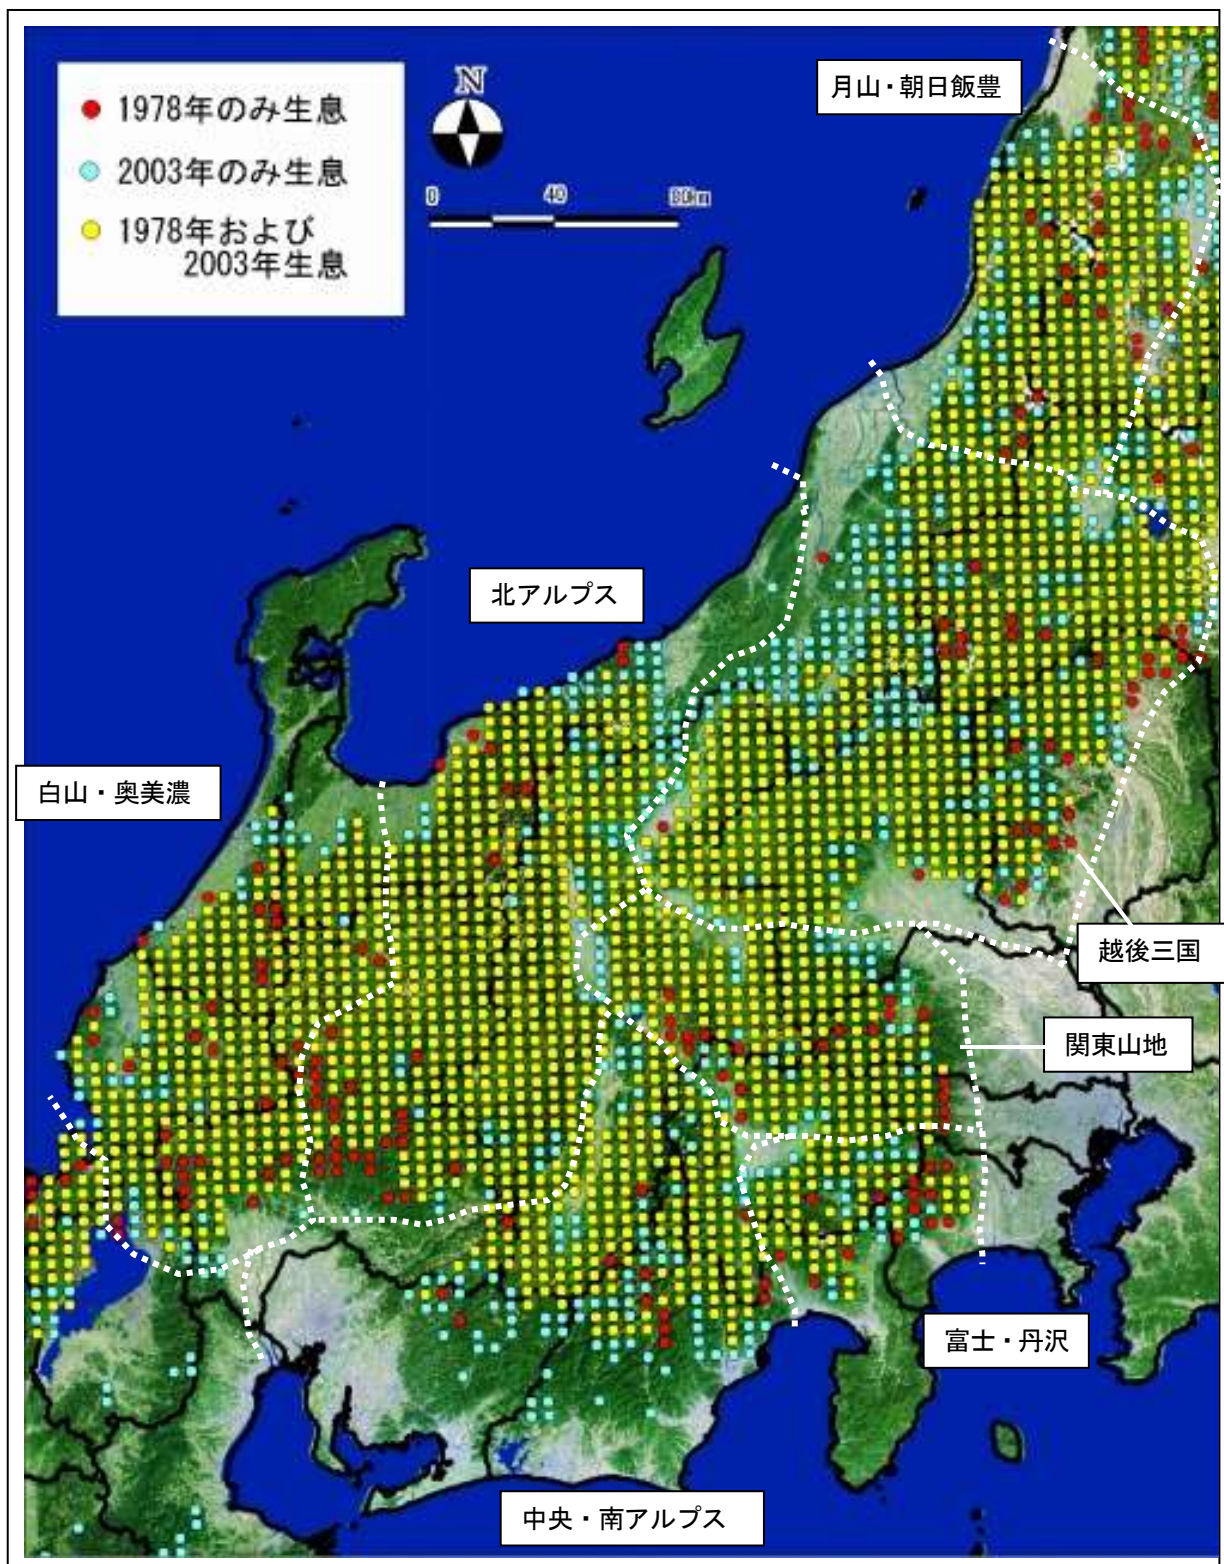 月山・朝日飯豊
1978年のみ生息
2003年のみ生息
1978年および
2003年生息
N
0 40 80km
北アルプス
白山・奥美濃
越後三国
関東山地
富士・丹沢
中央・南アルプス